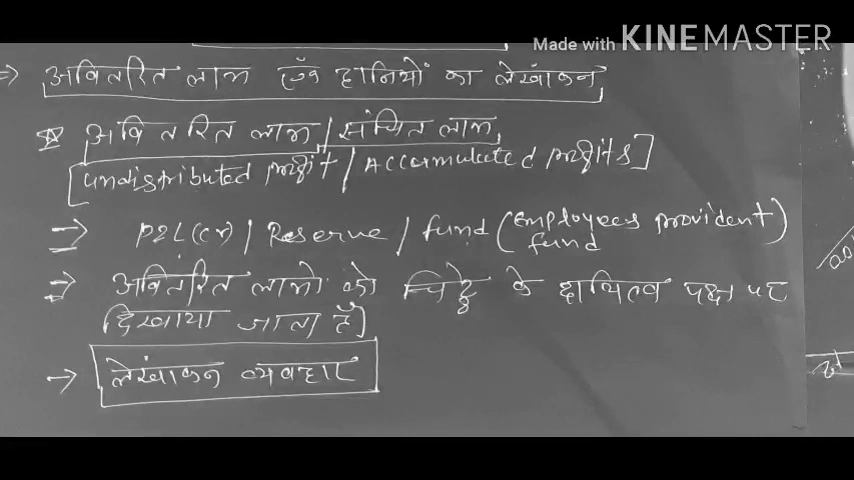 Made with KINEMASTER
=> अवितरित लाभ एवं हानियों का लेखांकन
अवितरित लाभ / संचित लाभ
[undistributed profit / Accumulated profits]
=> P&L (cr) / Reserve / fund (Employees provident fund)
=> अवितरित लाभो को चिट्ठे के दायित्व पक्ष पर
दिखाया जाता है।
-> लेखांकन व्यवहार